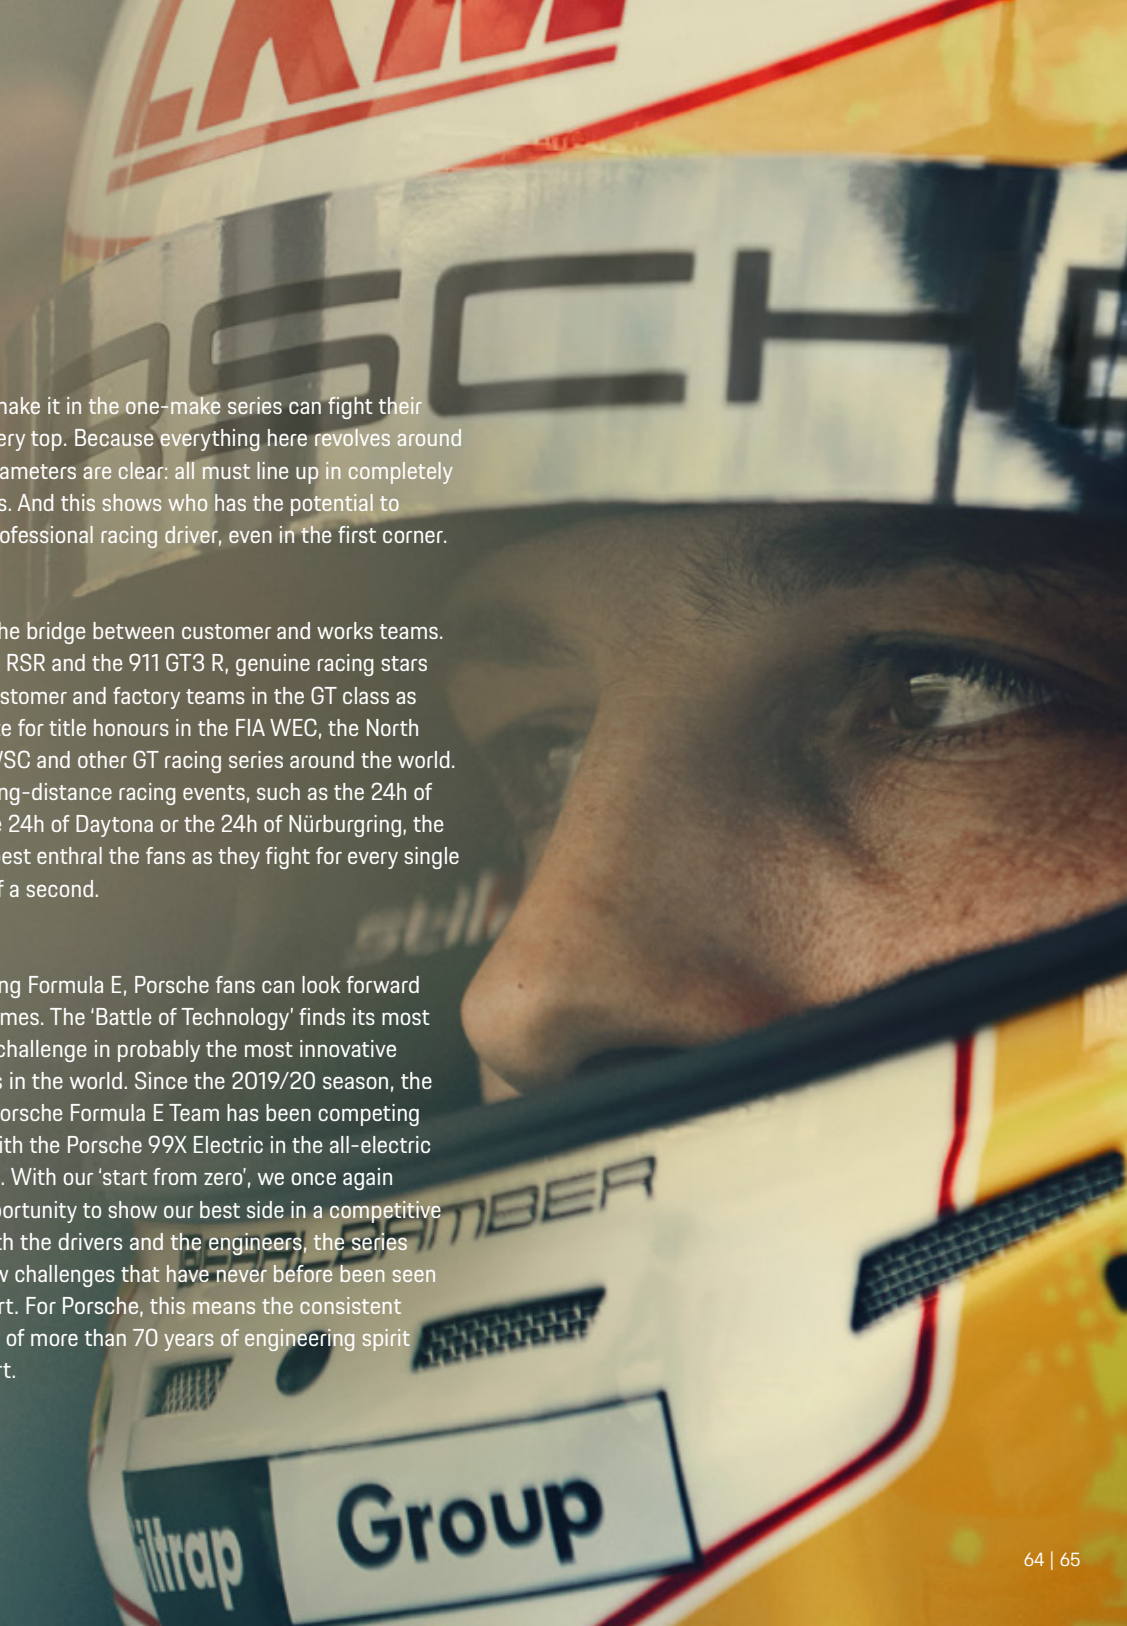 RSCHE
make it in the one-make series can fight their
ery top. Because everything here revolves around
ameters are clear: all must line up in completely
s. And this shows who has the potential to
ofessional racing driver, even in the first corner.
he bridge between customer and works teams.
RSR and the 911 GT3 R, genuine racing stars
stomer and factory teams in the GT class as
e for title honours in the FIA WEC, the North
SC and other GT racing series around the world.
ng-distance racing events, such as the 24h of
e 24h of Daytona or the 24h of Nürburgring, the
est enthral the fans as they fight for every single
f a second.
ng Formula E, Porsche fans can look forward
mes. The ‘Battle of Technology’ finds its most
challenge in probably the most innovative
s in the world. Since the 2019/20 season, the
orsche Formula E Team has been competing
ith the Porsche 99X Electric in the all-electric
. With our ‘start from zero’, we once again
portunity to show our best side in a competitive
th the drivers and the engineers, the series
w challenges that have never before been seen
rt. For Porsche, this means the consistent
of more than 70 years of engineering spirit
rt.
iltrap Group
64 | 65